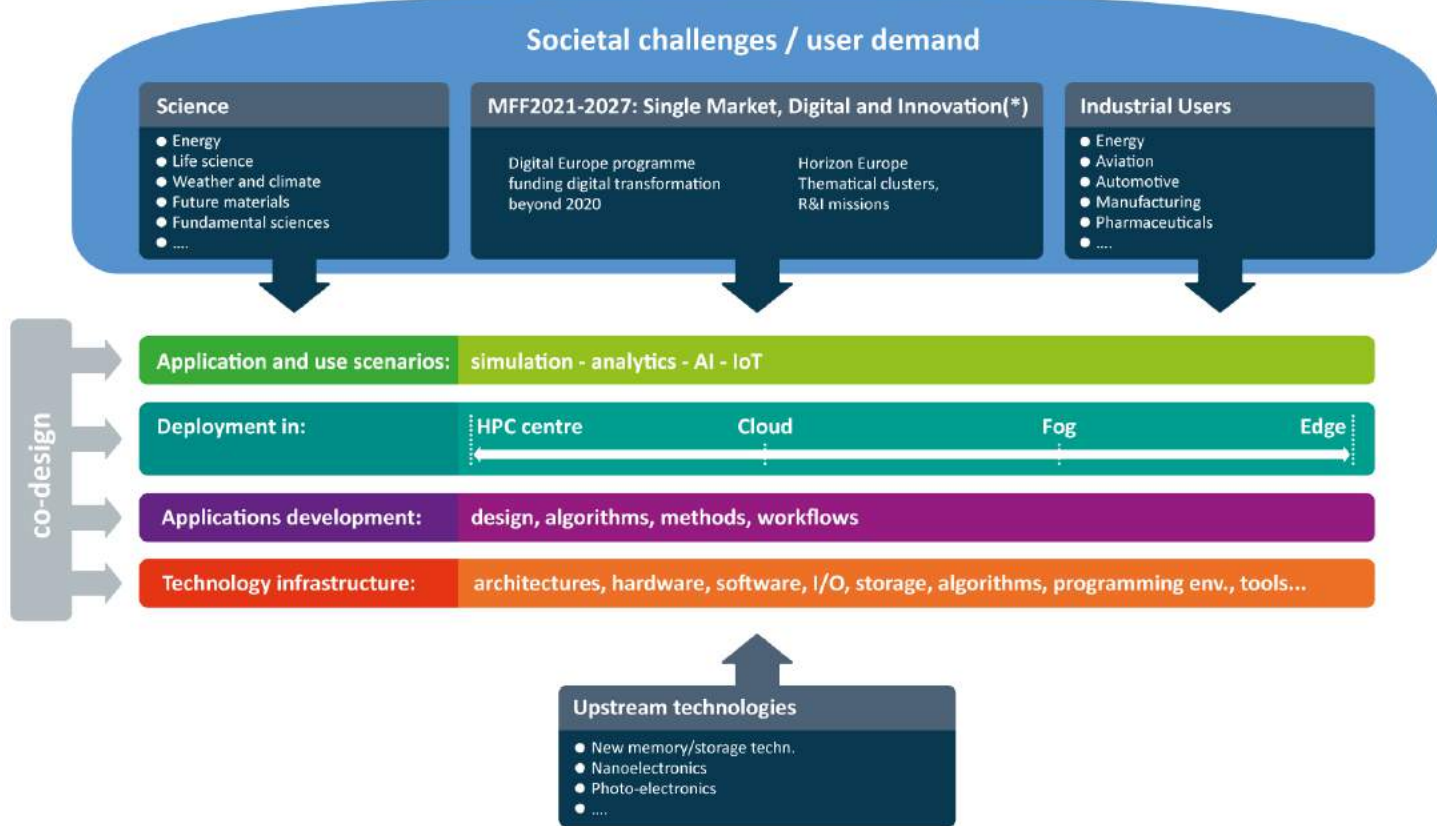 Societal challenges / user demand
Science
● Energy
● Life science
● Weather and climate
● Future materials
● Fundamental sciences
● ....
MFF2021-2027: Single Market, Digital and Innovation(*)
Digital Europe programme
funding digital transformation
beyond 2020
Horizon Europe
Thematical clusters,
R&I missions
Industrial Users
● Energy
● Aviation
● Automotive
● Manufacturing
● Pharmaceuticals
● ....
co-design
Application and use scenarios: simulation - analytics - AI - IoT
Deployment in: HPC centre Cloud Fog Edge
Applications development: design, algorithms, methods, workflows
Technology infrastructure: architectures, hardware, software, I/O, storage, algorithms, programming env., tools...
Upstream technologies
● New memory/storage techn.
● Nanoelectronics
● Photo-electronics
● ....